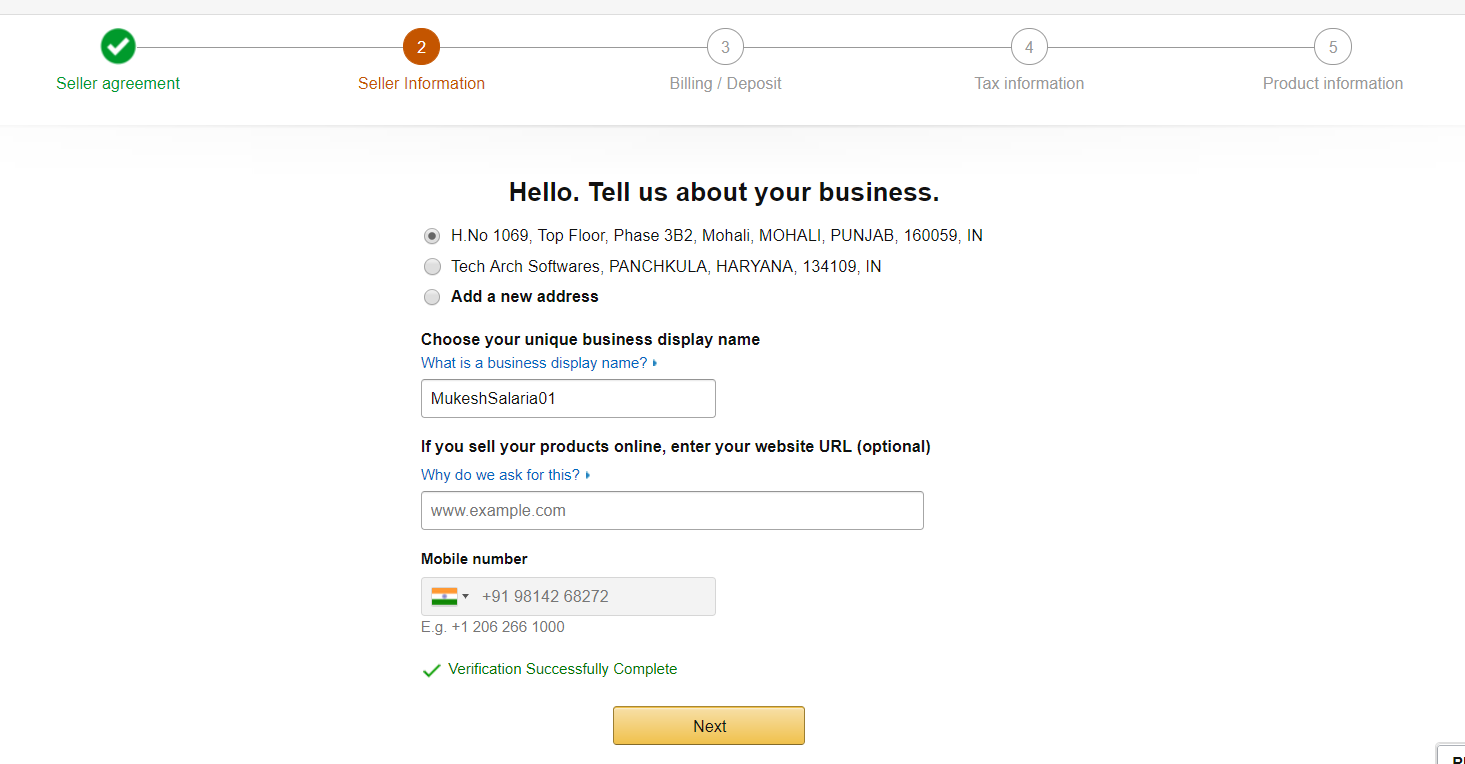 2 3 4 5
Seller agreement Seller Information Billing / Deposit Tax information Product information
Hello. Tell us about your business.
H.No 1069, Top Floor, Phase 3B2, Mohali, MOHALI, PUNJAB, 160059, IN
Tech Arch Softwares, PANCHKULA, HARYANA, 134109, IN
Add a new address
Choose your unique business display name
What is a business display name?
MukeshSalaria01
If you sell your products online, enter your website URL (optional)
Why do we ask for this?
www.example.com
Mobile number
+91 98142 68272
E.g. +1 206 266 1000
Verification Successfully Complete
Next